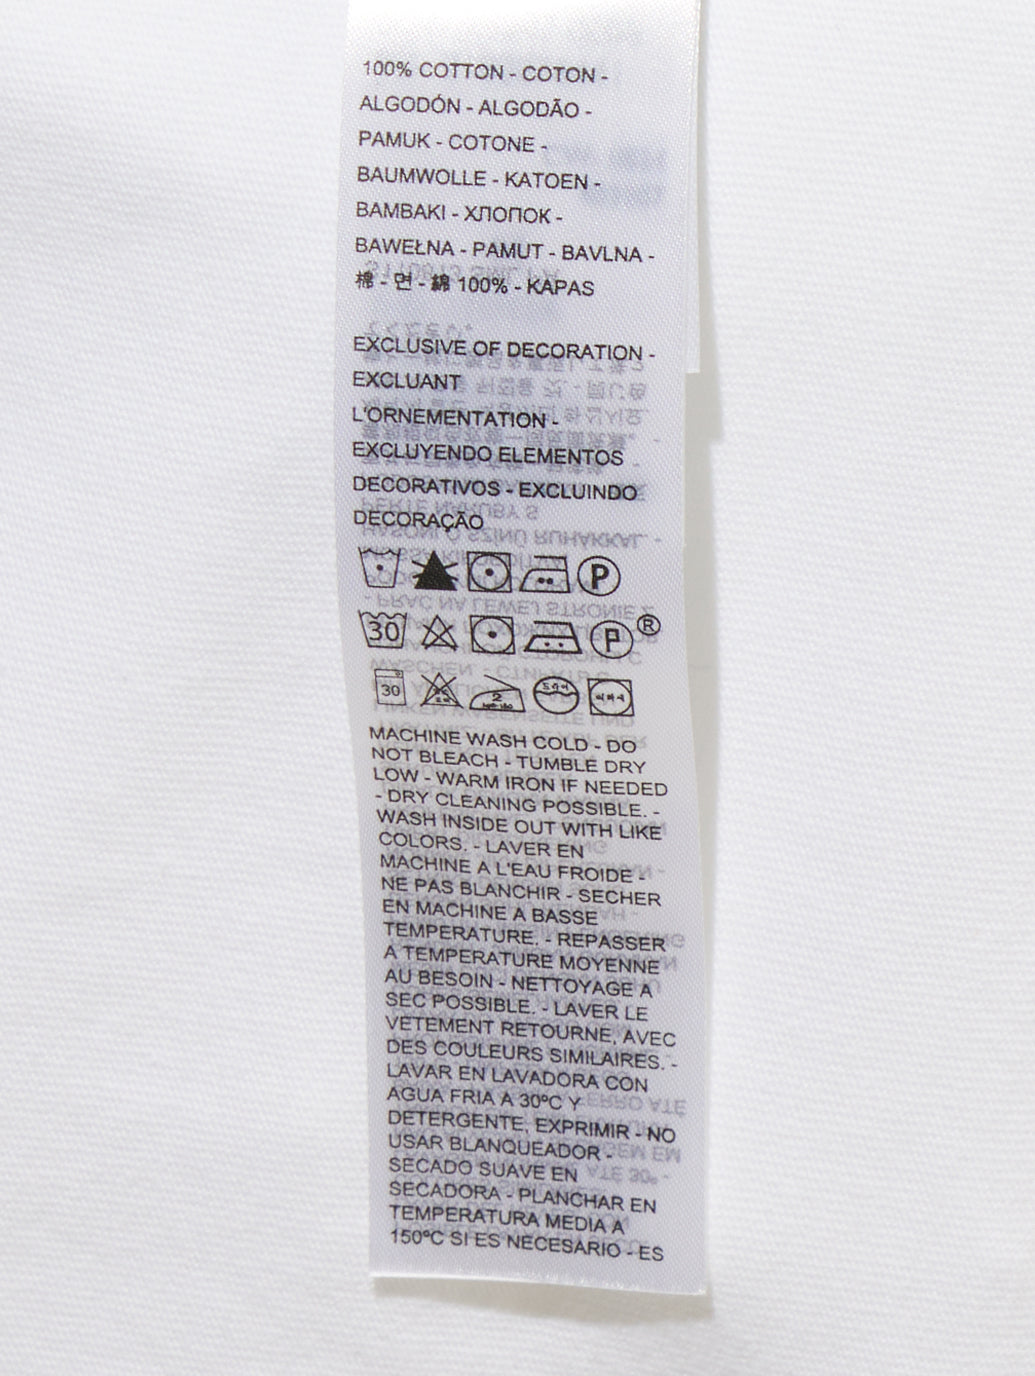 100% COTTON - COTON -
ALGODÓN - ALGODÃO -
PAMUK - COTONE -
BAUMWOLLE - KATOEN -
BAMBAKI - ХЛОПОК -
BAWEŁNA - PAMUT - BAVLNA -
棉 - 면 - 綿 100% - KAPAS
EXCLUSIVE OF DECORATION -
EXCLUANT
L'ORNEMENTATION -
EXCLUYENDO ELEMENTOS
DECORATIVOS - EXCLUINDO
DECORAÇÃO
P
30 P ®
30 2
MACHINE WASH COLD - DO
NOT BLEACH - TUMBLE DRY
LOW - WARM IRON IF NEEDED
- DRY CLEANING POSSIBLE. -
WASH INSIDE OUT WITH LIKE
COLORS. - LAVER EN
MACHINE A L'EAU FROIDE -
NE PAS BLANCHIR - SECHER
EN MACHINE A BASSE
TEMPERATURE. - REPASSER
A TEMPERATURE MOYENNE
AU BESOIN - NETTOYAGE A
SEC POSSIBLE. - LAVER LE
VETEMENT RETOURNE, AVEC
DES COULEURS SIMILAIRES. -
LAVAR EN LAVADORA CON
AGUA FRIA A 30ºC Y
DETERGENTE, EXPRIMIR - NO
USAR BLANQUEADOR -
SECADO SUAVE EN
SECADORA - PLANCHAR EN
TEMPERATURA MEDIA A
150ºC SI ES NECESARIO - ES